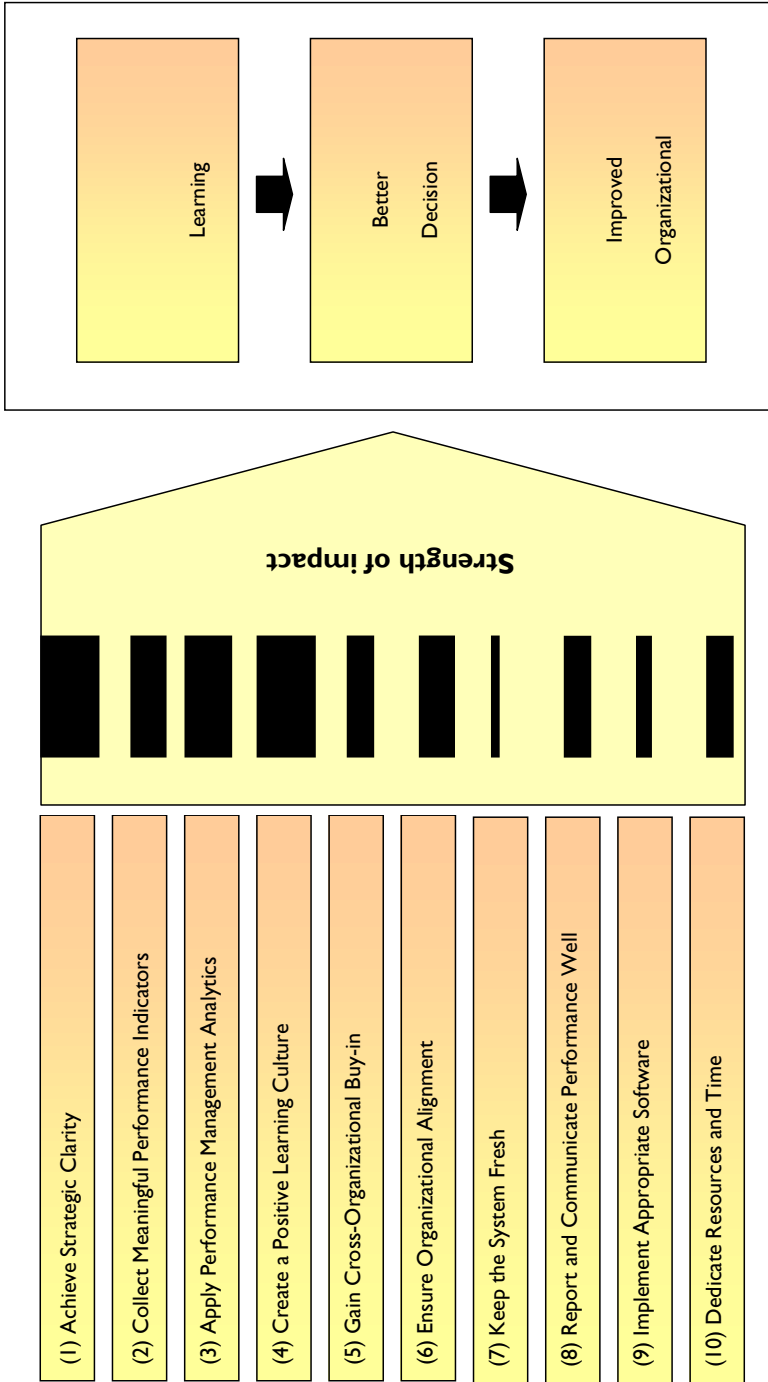 (1) Achieve Strategic Clarity
(2) Collect Meaningful Performance Indicators
(3) Apply Performance Management Analytics
(4) Create a Positive Learning Culture
(5) Gain Cross-Organizational Buy-in
(6) Ensure Organizational Alignment
(7) Keep the System Fresh
(8) Report and Communicate Performance Well
(9) Implement Appropriate Software
(10) Dedicate Resources and Time
Strength of impact
Learning
Better
Decision
Improved
Organizational